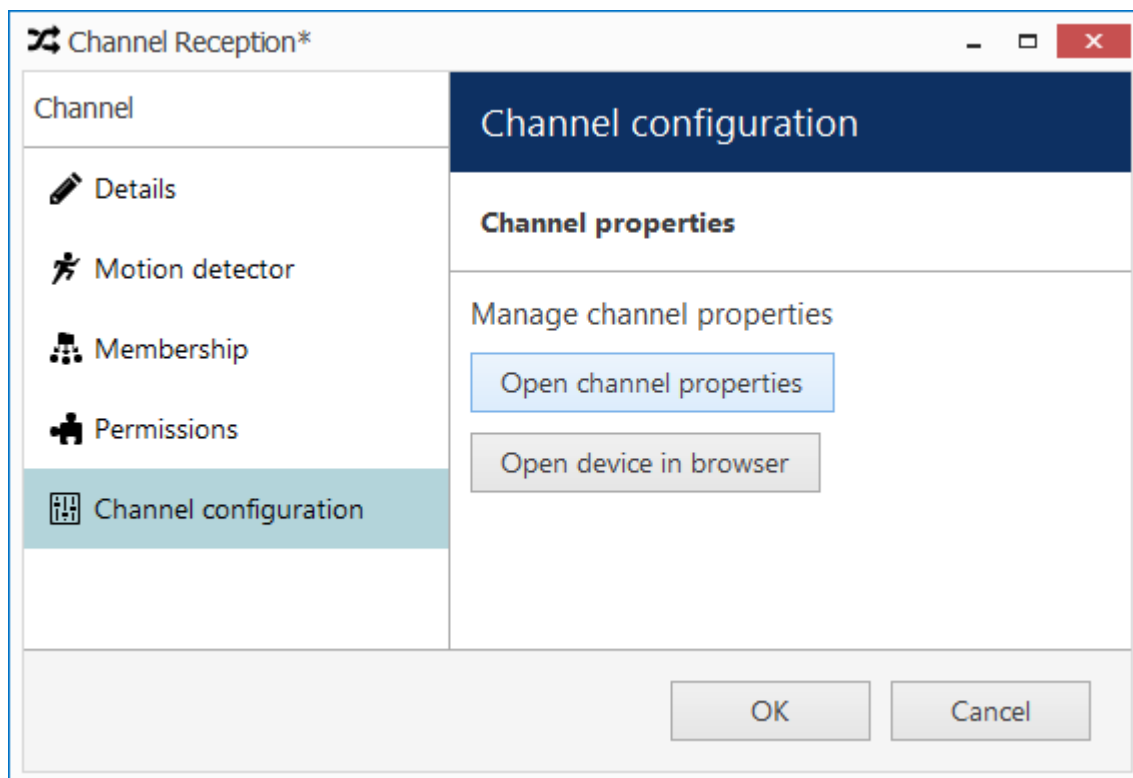 Channel Reception*
Channel
Details
Motion detector
Membership
Permissions
Channel configuration
Channel configuration
Channel properties
Manage channel properties
Open channel properties
Open device in browser
OK
Cancel